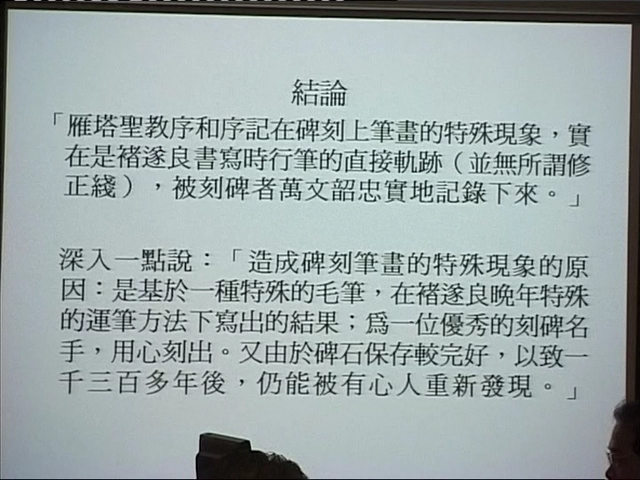 結論
「雁塔聖教序和序記在碑刻上筆畫的特殊現象，實
在是褚遂良書寫時行筆的直接軌跡（並無所謂修
正綫），被刻碑者萬文韶忠實地記錄下來。」
深入一點說：「造成碑刻筆畫的特殊現象的原
因：是基於一種特殊的毛筆，在褚遂良晚年特殊
的運筆方法下寫出的結果；爲一位優秀的刻碑名
手，用心刻出。又由於碑石保存較完好，以致一
千三百多年後，仍能被有心人重新發現。」